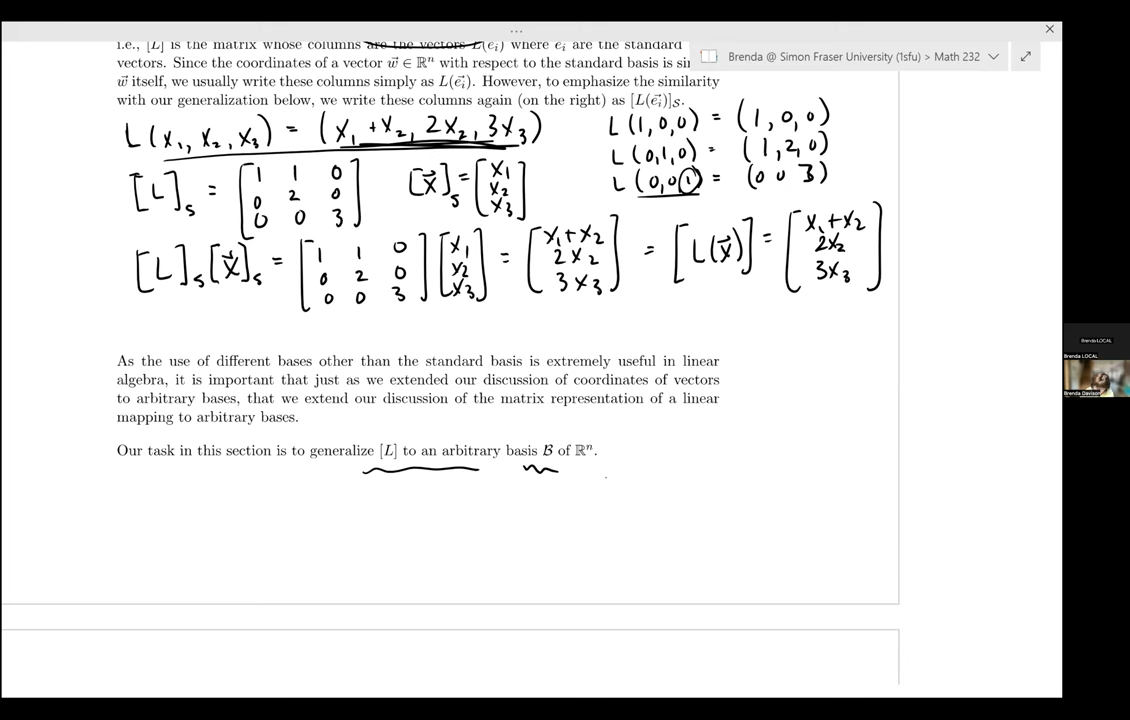 i.e., [L] is the matrix whose columns are the vectors L(e⃗ᵢ) where e⃗ᵢ are the standard
Brenda @ Simon Fraser University (1sfu) > Math 232
vectors. Since the coordinates of a vector w⃗ ∈ ℝⁿ with respect to the standard basis is
w⃗ itself, we usually write these columns simply as L(e⃗ᵢ). However, to emphasize the similarity
with our generalization below, we write these columns again (on the right) as [L(e⃗ᵢ)]_S.
L(x₁, x₂, x₃) = (x₁ + x₂, 2x₂, 3x₃)
L(1,0,0) = (1,0,0)
L(0,1,0) = (1,2,0)
L(0,0,1) = (0 0 3)
[L]_s = [1 1 0; 0 2 0; 0 0 3]
[x⃗]_s = [x₁; x₂; x₃]
[L]_s [x⃗]_s = [1 1 0; 0 2 0; 0 0 3] [x₁; x₂; x₃] = [x₁+x₂; 2x₂; 3x₃] = [L(x⃗)] = [x₁+x₂; 2x₂; 3x₃]
As the use of different bases other than the standard basis is extremely useful in linear
algebra, it is important that just as we extended our discussion of coordinates of vectors
to arbitrary bases, that we extend our discussion of the matrix representation of a linear
mapping to arbitrary bases.
Our task in this section is to generalize [L] to an arbitrary basis ℬ of ℝⁿ.
Brenda LOCAL
Brenda LOCAL
Brenda Davison